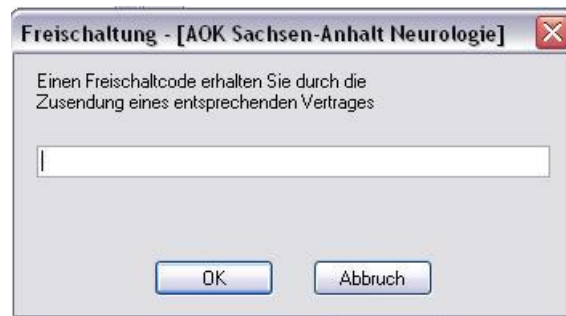 Freischaltung - [AOK Sachsen-Anhalt Neurologie]
Einen Freischaltcode erhalten Sie durch die
Zusendung eines entsprechenden Vertrages
OK
Abbruch